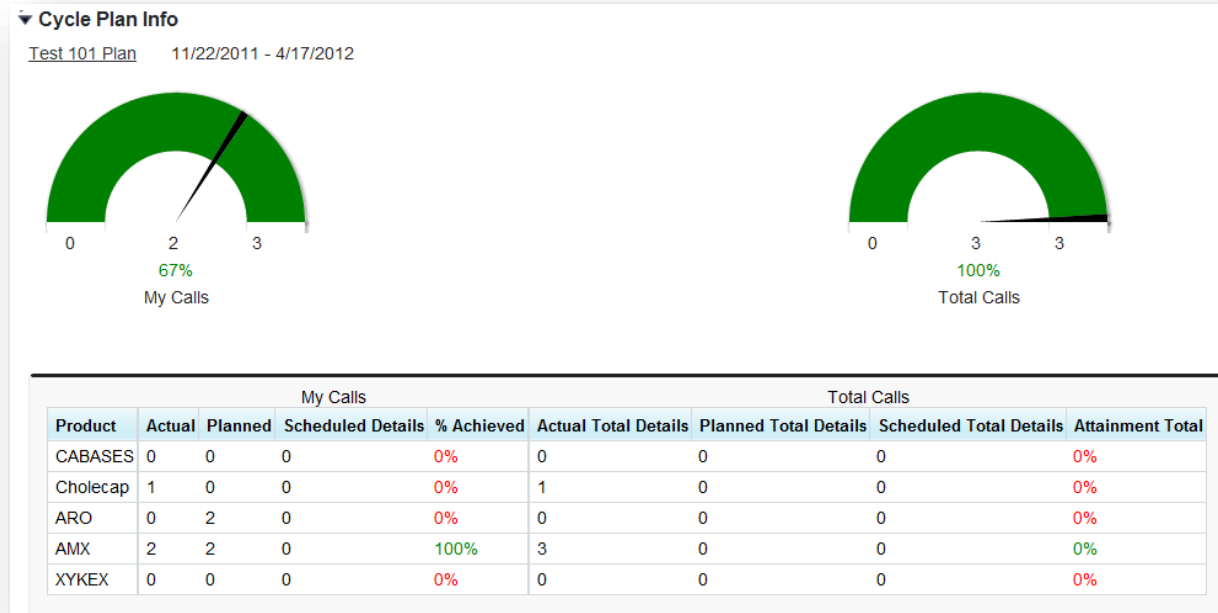 Cycle Plan Info
Test 101 Plan 11/22/2011 - 4/17/2012
0 2 3
67%
My Calls
0 3 3
100%
Total Calls
My Calls Total Calls
Product Actual Planned Scheduled Details % Achieved Actual Total Details Planned Total Details Scheduled Total Details Attainment Total
CABASES 0 0 0 0% 0 0 0 0%
Cholecap 1 0 0 0% 1 0 0 0%
ARO 0 2 0 0% 0 0 0 0%
AMX 2 2 0 100% 3 0 0 0%
XYKEX 0 0 0 0% 0 0 0 0%